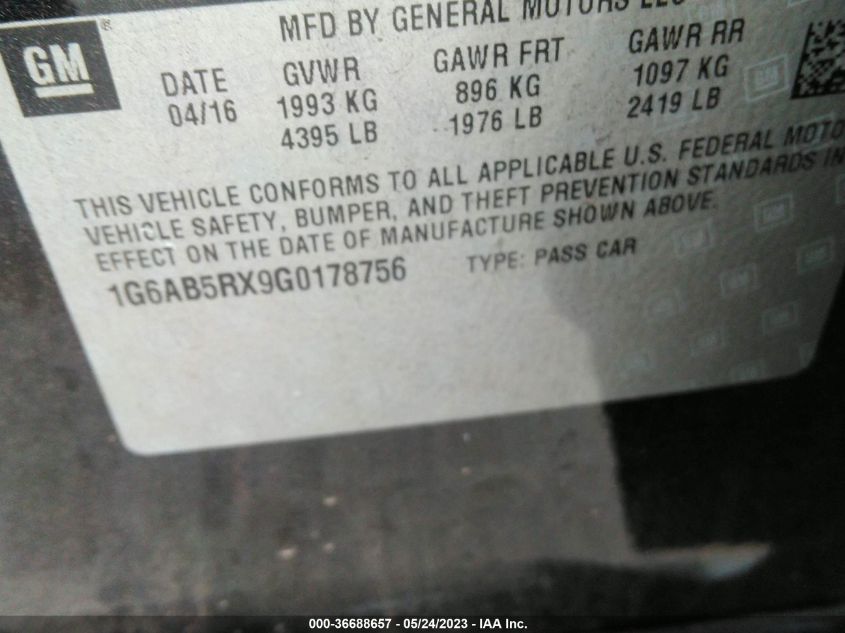 MFD BY GENERAL MOTORS LLC
GM
DATE GVWR GAWR FRT GAWR RR
04/16 1993 KG 896 KG 1097 KG
4395 LB 1976 LB 2419 LB
THIS VEHICLE CONFORMS TO ALL APPLICABLE U.S. FEDERAL MOTO
VEHICLE SAFETY, BUMPER, AND THEFT PREVENTION STANDARDS IN
EFFECT ON THE DATE OF MANUFACTURE SHOWN ABOVE.
1G6AB5RX9G0178756 TYPE: PASS CAR
000-36688657 - 05/24/2023 - IAA Inc.